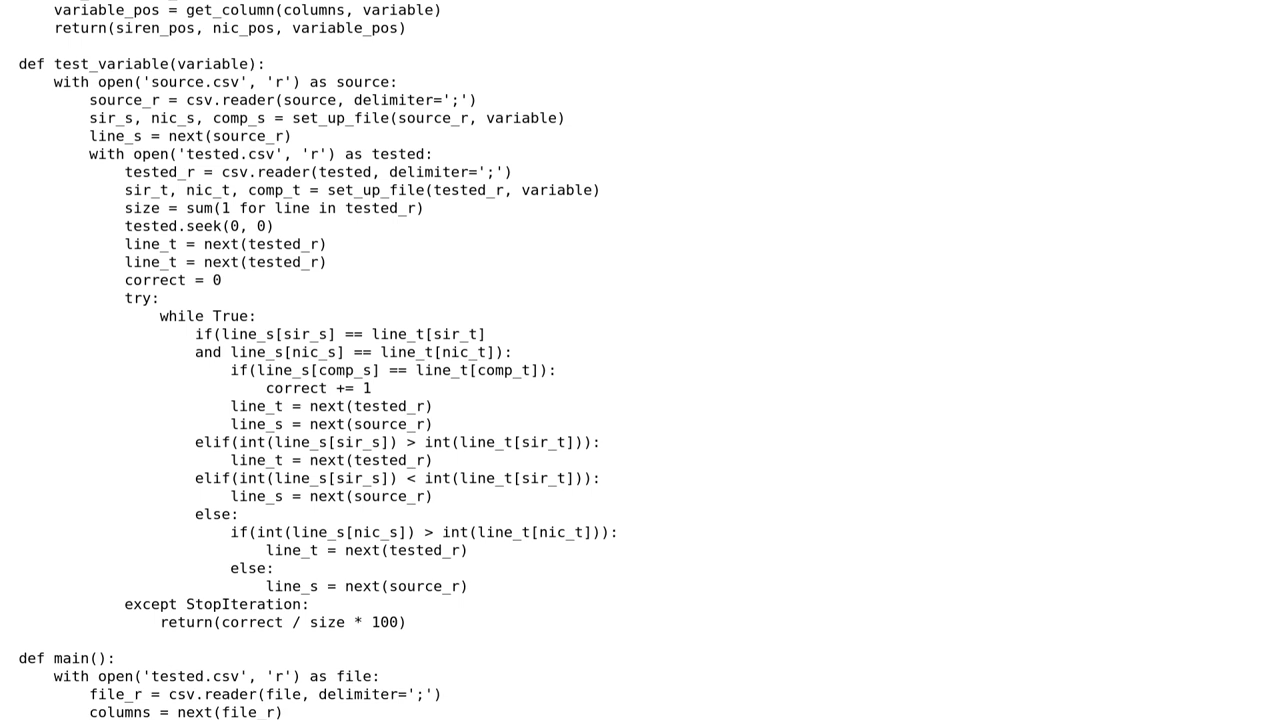 variable_pos = get_column(columns, variable)
return(siren_pos, nic_pos, variable_pos)
def test_variable(variable):
with open('source.csv', 'r') as source:
source_r = csv.reader(source, delimiter=';')
sir_s, nic_s, comp_s = set_up_file(source_r, variable)
line_s = next(source_r)
with open('tested.csv', 'r') as tested:
tested_r = csv.reader(tested, delimiter=';')
sir_t, nic_t, comp_t = set_up_file(tested_r, variable)
size = sum(1 for line in tested_r)
tested.seek(0, 0)
line_t = next(tested_r)
line_t = next(tested_r)
correct = 0
try:
while True:
if(line_s[sir_s] == line_t[sir_t]
and line_s[nic_s] == line_t[nic_t]):
if(line_s[comp_s] == line_t[comp_t]):
correct += 1
line_t = next(tested_r)
line_s = next(source_r)
elif(int(line_s[sir_s]) > int(line_t[sir_t])):
line_t = next(tested_r)
elif(int(line_s[sir_s]) < int(line_t[sir_t])):
line_s = next(source_r)
else:
if(int(line_s[nic_s]) > int(line_t[nic_t])):
line_t = next(tested_r)
else:
line_s = next(source_r)
except StopIteration:
return(correct / size * 100)
def main():
with open('tested.csv', 'r') as file:
file_r = csv.reader(file, delimiter=';')
columns = next(file_r)